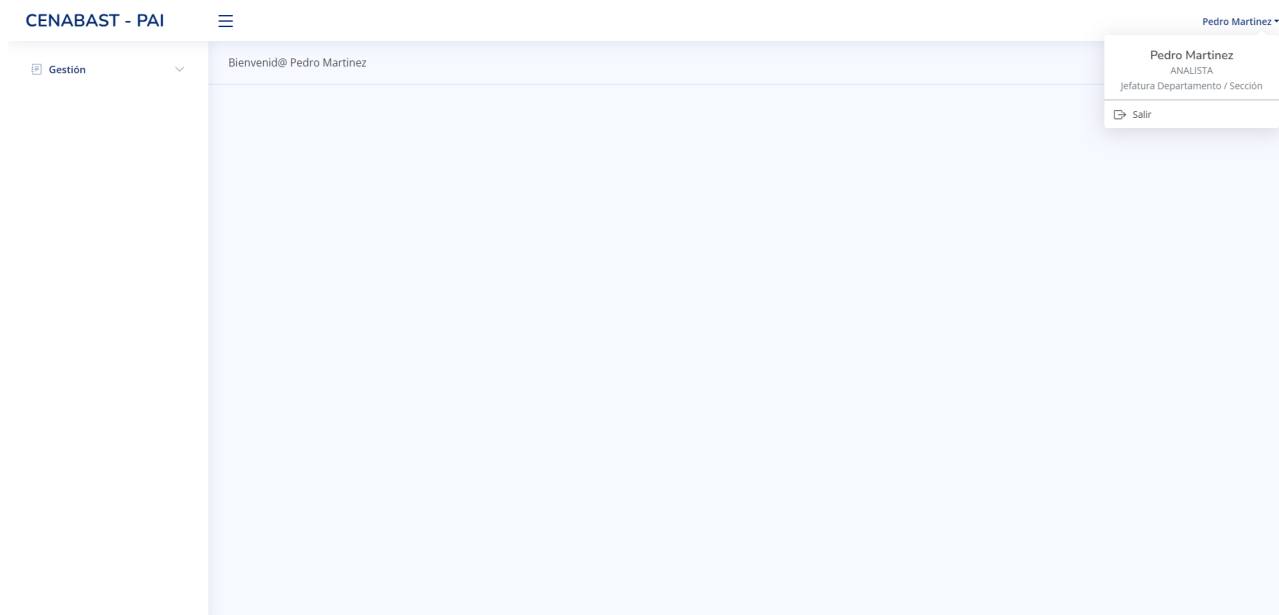 CENABAST - PAI
Pedro Martinez
Gestión
Bienvenid@ Pedro Martinez
Pedro Martinez
ANALISTA
Jefatura Departamento / Sección
Salir